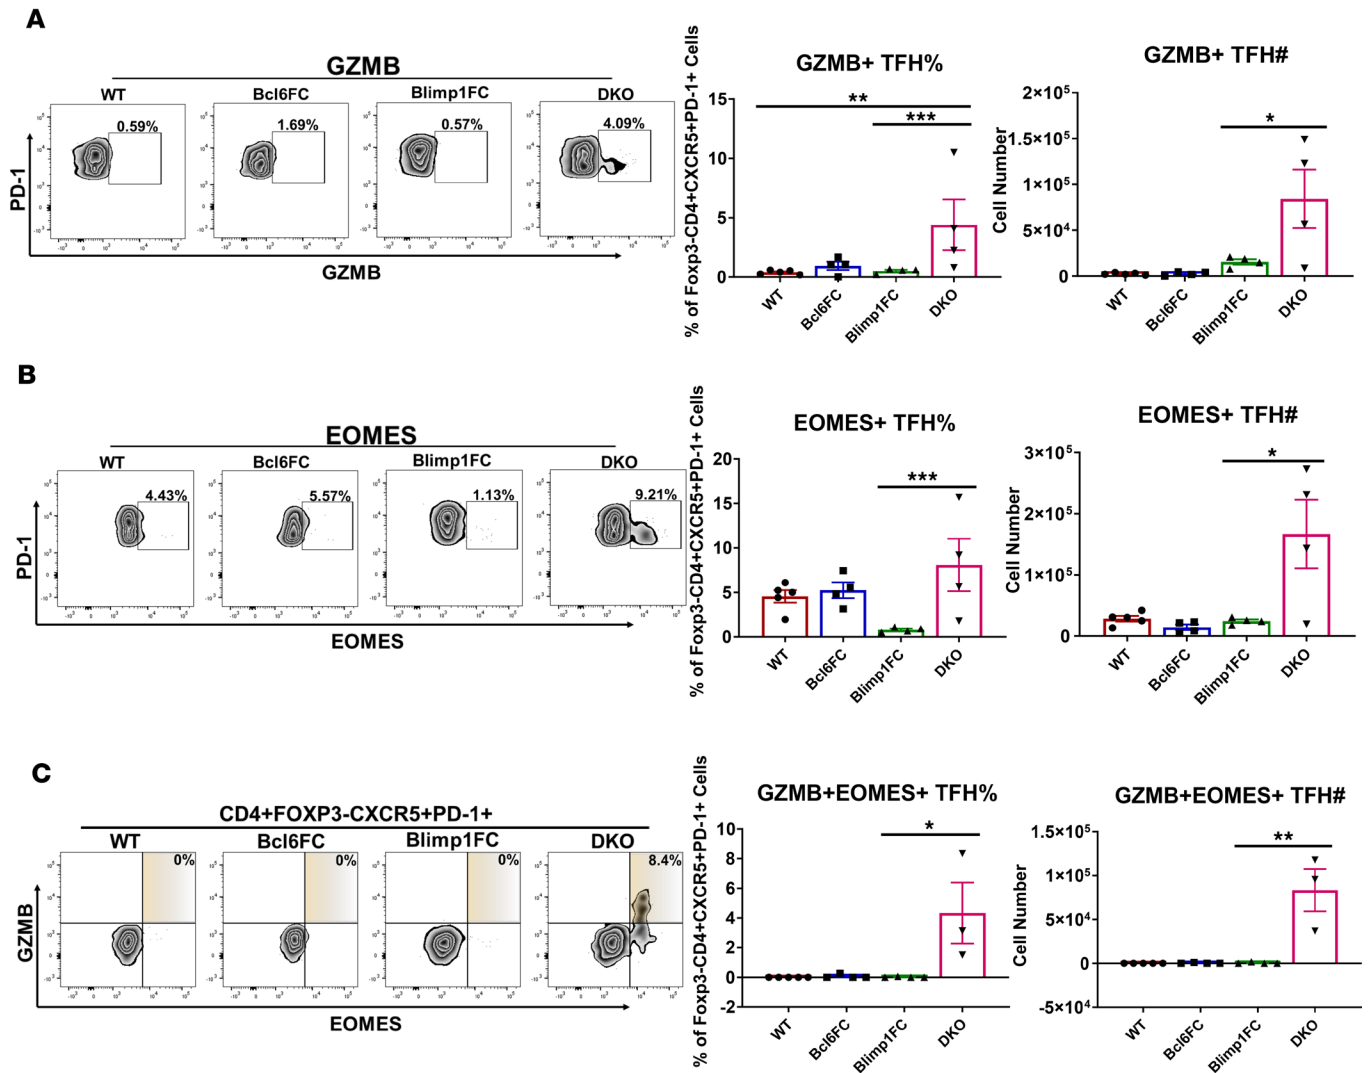 A
GZMB
WT Bcl6FC Blimp1FC DKO
0.59% 1.69% 0.57% 4.09%
PD-1
GZMB
GZMB+ TFH%
% of Foxp3-CD4+CXCR5+PD-1+ Cells
15
10
5
0
** ***
WT Bcl6FC Blimp1FC DKO
GZMB+ TFH#
Cell Number
2×10⁵
1.5×10⁵
1×10⁵
5×10⁴
0
*
WT Bcl6FC Blimp1FC DKO
B
EOMES
WT Bcl6FC Blimp1FC DKO
4.43% 5.57% 1.13% 9.21%
PD-1
EOMES
EOMES+ TFH%
% of Foxp3-CD4+CXCR5+PD-1+ Cells
20
15
10
5
0
***
WT Bcl6FC Blimp1FC DKO
EOMES+ TFH#
Cell Number
3×10⁵
2×10⁵
1×10⁵
0
*
WT Bcl6FC Blimp1FC DKO
C
CD4+FOXP3-CXCR5+PD-1+
WT Bcl6FC Blimp1FC DKO
0% 0% 0% 8.4%
GZMB
EOMES
GZMB+EOMES+ TFH%
% of Foxp3-CD4+CXCR5+PD-1+ Cells
10
8
6
4
2
0
-2
*
WT Bcl6FC Blimp1FC DKO
GZMB+EOMES+ TFH#
Cell Number
1.5×10⁵
1×10⁵
5×10⁴
0
-5×10⁴
**
WT Bcl6FC Blimp1FC DKO